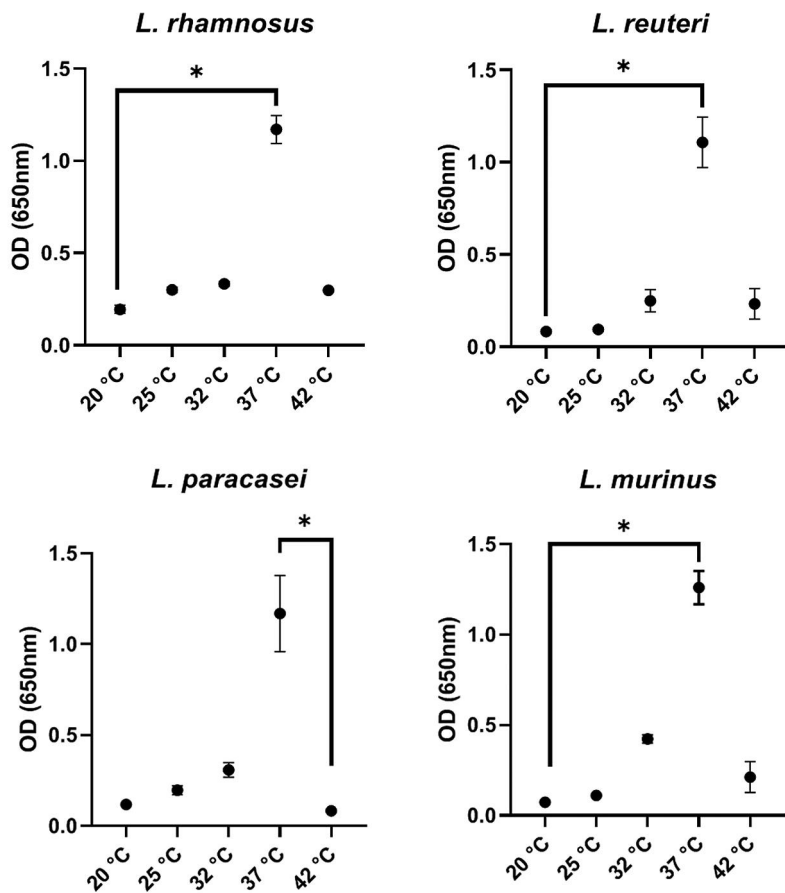 L. rhamnosus
*
1.5
1.0
0.5
0.0
OD (650nm)
20 °C
25 °C
32 °C
37 °C
42 °C
L. reuteri
*
1.5
1.0
0.5
0.0
OD (650nm)
20 °C
25 °C
32 °C
37 °C
42 °C
L. paracasei
*
1.5
1.0
0.5
0.0
OD (650nm)
20 °C
25 °C
32 °C
37 °C
42 °C
L. murinus
*
1.5
1.0
0.5
0.0
OD (650nm)
20 °C
25 °C
32 °C
37 °C
42 °C